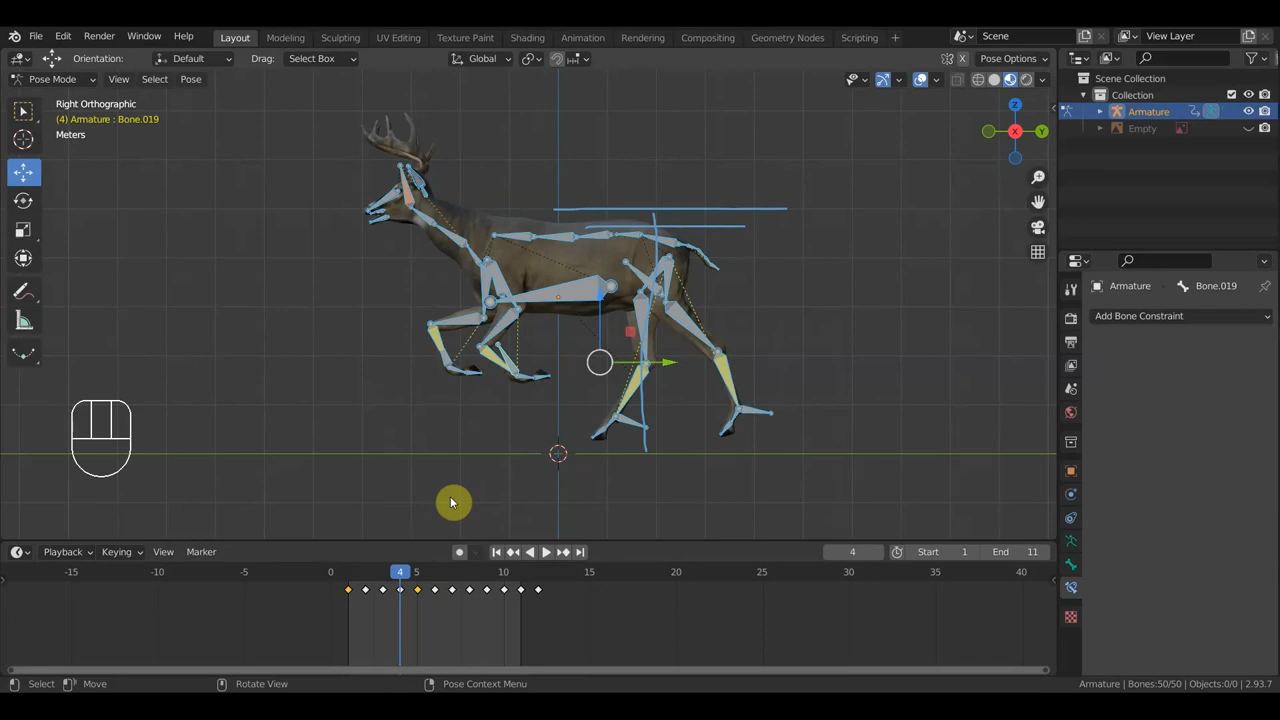 File Edit Render Window Help Layout Modeling Sculpting UV Editing Texture Paint Shading Animation Rendering Compositing Geometry Nodes Scripting + Scene View Layer
Orientation: Default Drag: Select Box Global Pose Options
Pose Mode View Select Pose
Right Orthographic
(4) Armature : Bone.019
Meters
Z
X
Y
Scene Collection
Collection
Armature
Empty
Armature Bone.019
Add Bone Constraint
Playback Keying View Marker 4 Start 1 End 11
-15 -10 -5 0 4 5 10 15 20 25 30 35 40
Select Move Rotate View Pose Context Menu Armature | Bones:50/50 | Objects:0/0 | 2.93.7